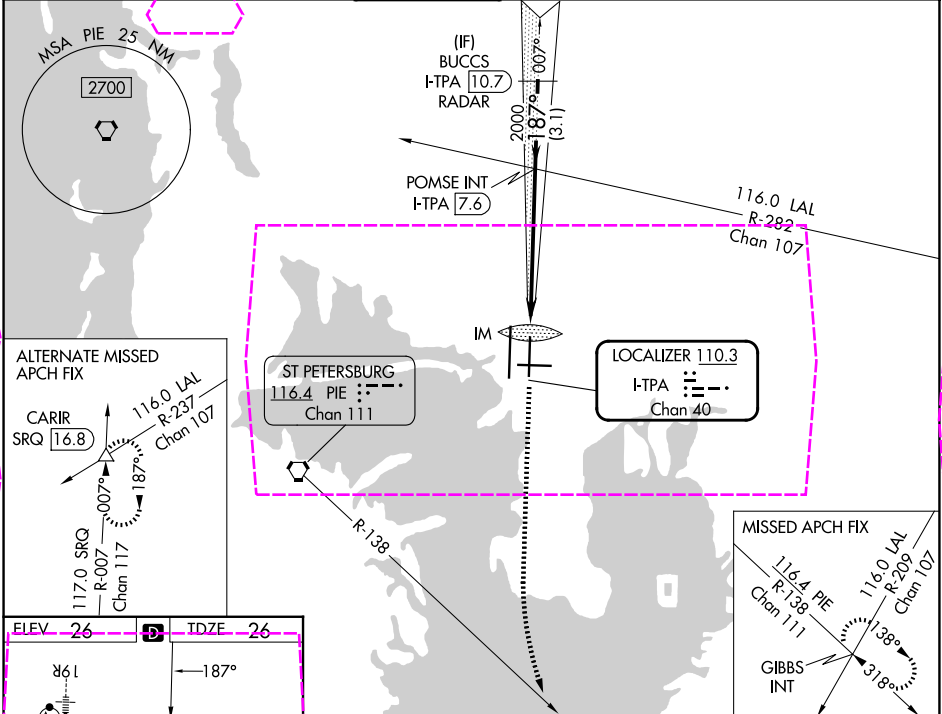 MSA PIE 25 NM
2700
(IF)
BUCCS
I-TPA 10.7
RADAR
2000
187°
(3.1)
007°
POMSE INT
I-TPA 7.6
116.0 LAL
R-282
Chan 107
IM
ST PETERSBURG
116.4 PIE
Chan 111
LOCALIZER 110.3
I-TPA
Chan 40
R-138
ALTERNATE MISSED
APCH FIX
CARIR
SRQ 16.8
116.0 LAL
R-237
Chan 107
007°
187°
117.0 SRQ
R-007
Chan 117
MISSED APCH FIX
116.4 PIE
R-138
Chan 111
116.0 LAL
R-209
Chan 107
138°
318°
GIBBS
INT
ELEV 26 D TDZE 26
19R
187°